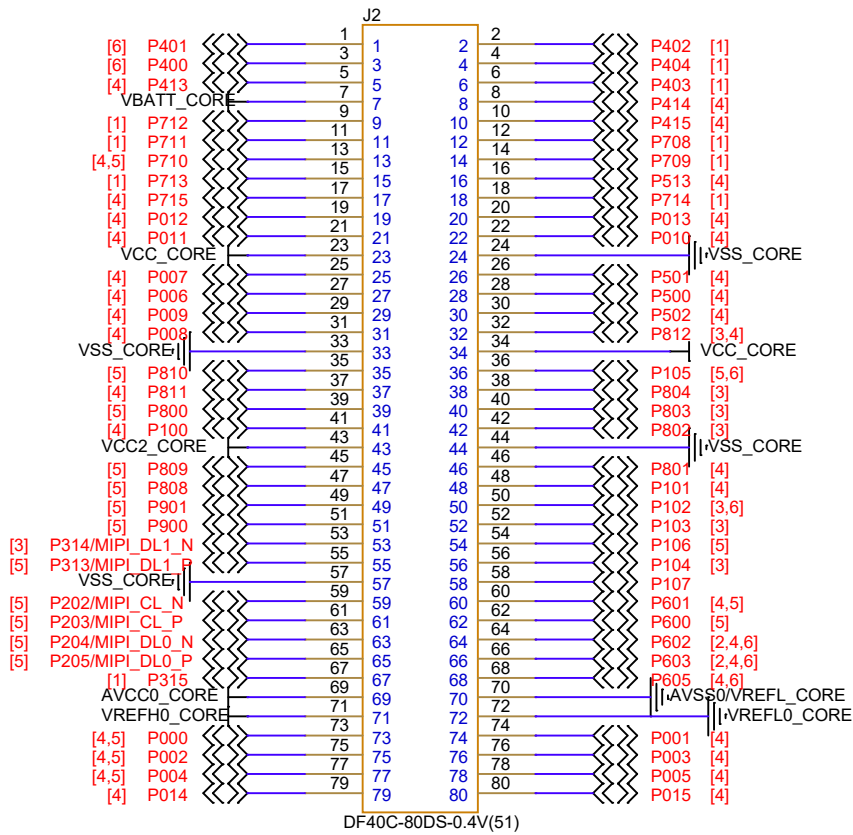 J2
[6] P401 1 1 2 2 P402 [1]
[6] P400 3 3 4 4 P404 [1]
[4] P413 5 5 6 6 P403 [1]
VBATT_CORE 7 7 8 8 P414 [4]
[1] P712 9 9 10 10 P415 [4]
[1] P711 11 11 12 12 P708 [1]
[4,5] P710 13 13 14 14 P709 [1]
[1] P713 15 15 16 16 P513 [4]
[4] P715 17 17 18 18 P714 [1]
[4] P012 19 19 20 20 P013 [4]
[4] P011 21 21 22 22 P010 [4]
VCC_CORE 23 23 24 24 VSS_CORE
[4] P007 25 25 26 26 P501 [4]
[4] P006 27 27 28 28 P500 [4]
[4] P009 29 29 30 30 P502 [4]
[4] P008 31 31 32 32 P812 [3,4]
VSS_CORE 33 33 34 34 VCC_CORE
[5] P810 35 35 36 36 P105 [5,6]
[4] P811 37 37 38 38 P804 [3]
[5] P800 39 39 40 40 P803 [3]
[4] P100 41 41 42 42 P802 [3]
VCC2_CORE 43 43 44 44 VSS_CORE
[5] P809 45 45 46 46 P801 [4]
[5] P808 47 47 48 48 P101 [4]
[5] P901 49 49 50 50 P102 [3,6]
[5] P900 51 51 52 52 P103 [3]
[3] P314/MIPI_DL1_N 53 53 54 54 P106 [5]
[5] P313/MIPI_DL1_P 55 55 56 56 P104 [3]
VSS_CORE 57 57 58 58 P107
[5] P202/MIPI_CL_N 59 59 60 60 P601 [4,5]
[5] P203/MIPI_CL_P 61 61 62 62 P600 [5]
[5] P204/MIPI_DL0_N 63 63 64 64 P602 [2,4,6]
[5] P205/MIPI_DL0_P 65 65 66 66 P603 [2,4,6]
[1] P315 67 67 68 68 P605 [4,6]
AVCC0_CORE 69 69 70 70 AVSS0/VREFL_CORE
VREFH0_CORE 71 71 72 72 VREFL0_CORE
[4,5] P000 73 73 74 74 P001 [4]
[4,5] P002 75 75 76 76 P003 [4]
[4,5] P004 77 77 78 78 P005 [4]
[4] P014 79 79 80 80 P015 [4]
DF40C-80DS-0.4V(51)